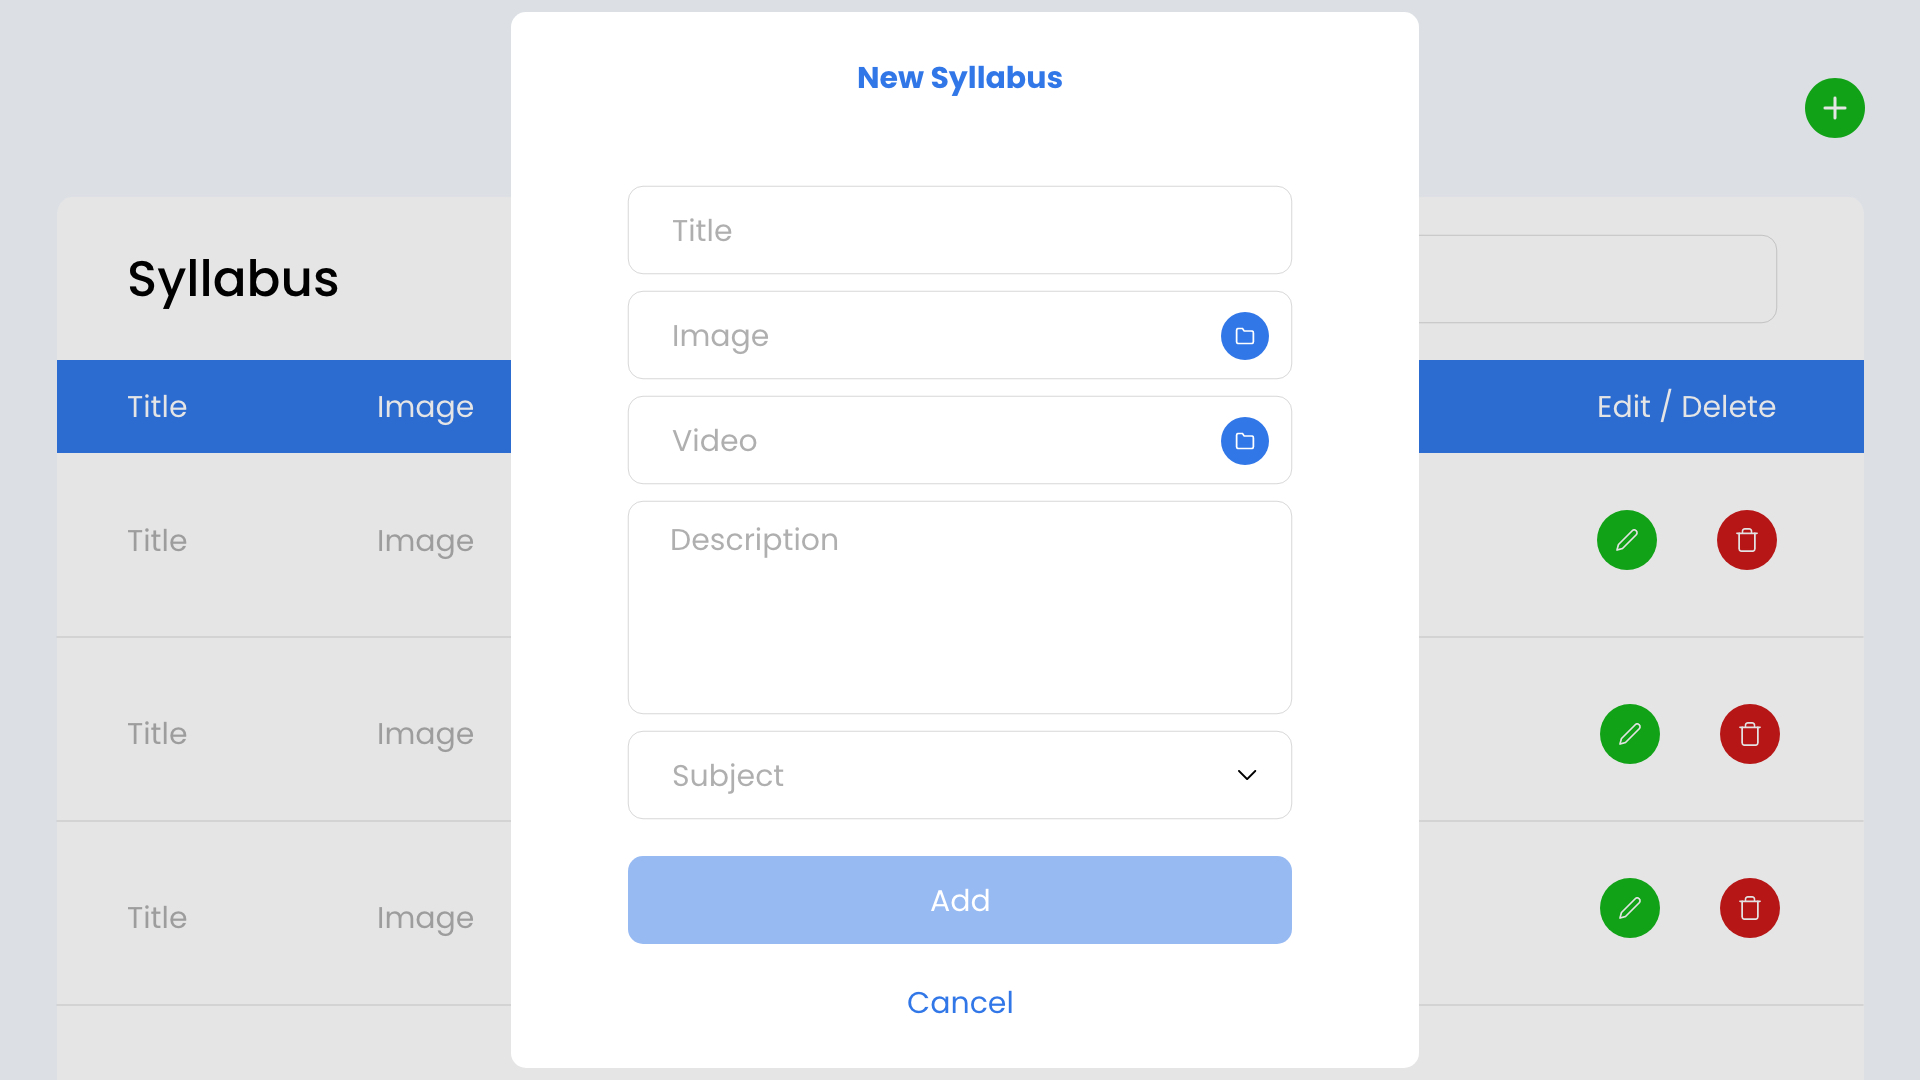 New Syllabus
Title
Image
Video
Description
Subject
Add
Cancel
Syllabus
Title Image Edit / Delete
Title Image
Title Image
Title Image